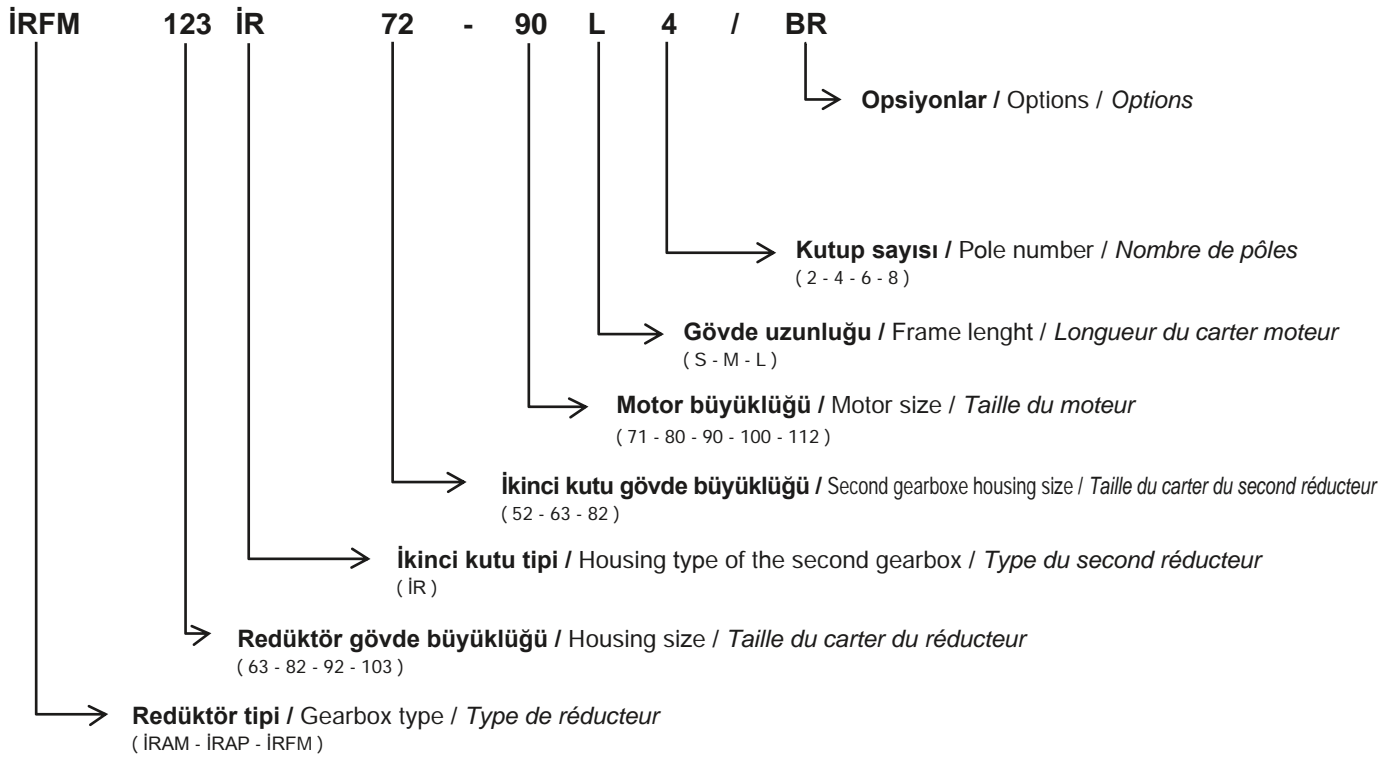 İRFM 123 İR 72 - 90 L 4 / BR
Opsiyonlar / Options / Options
Kutup sayısı / Pole number / Nombre de pôles
( 2 - 4 - 6 - 8 )
Gövde uzunluğu / Frame lenght / Longueur du carter moteur
( S - M - L )
Motor büyüklüğü / Motor size / Taille du moteur
( 71 - 80 - 90 - 100 - 112 )
İkinci kutu gövde büyüklüğü / Second gearboxe housing size / Taille du carter du second réducteur
( 52 - 63 - 82 )
İkinci kutu tipi / Housing type of the second gearbox / Type du second réducteur
( İR )
Redüktör gövde büyüklüğü / Housing size / Taille du carter du réducteur
( 63 - 82 - 92 - 103 )
Redüktör tipi / Gearbox type / Type de réducteur
( İRAM - İRAP - İRFM )